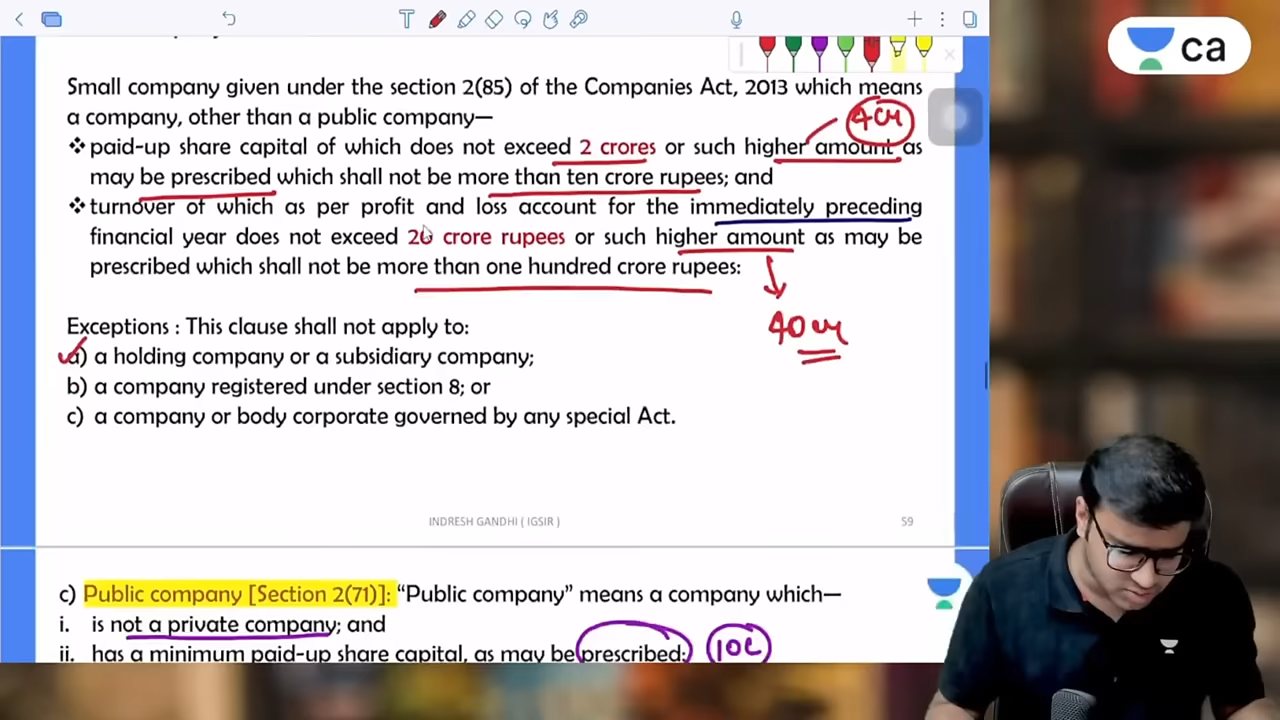 ca
Small company given under the section 2(85) of the Companies Act, 2013 which means
a company, other than a public company—
4cr
❖paid-up share capital of which does not exceed 2 crores or such higher amount as
may be prescribed which shall not be more than ten crore rupees; and
❖turnover of which as per profit and loss account for the immediately preceding
financial year does not exceed 20 crore rupees or such higher amount as may be
prescribed which shall not be more than one hundred crore rupees:
40cr
Exceptions : This clause shall not apply to:
a) a holding company or a subsidiary company;
b) a company registered under section 8; or
c) a company or body corporate governed by any special Act.
INDRESH GANDHI ( IGSIR )
59
c) Public company [Section 2(71)]: “Public company” means a company which—
i. is not a private company; and
ii. has a minimum paid-up share capital, as may be prescribed: